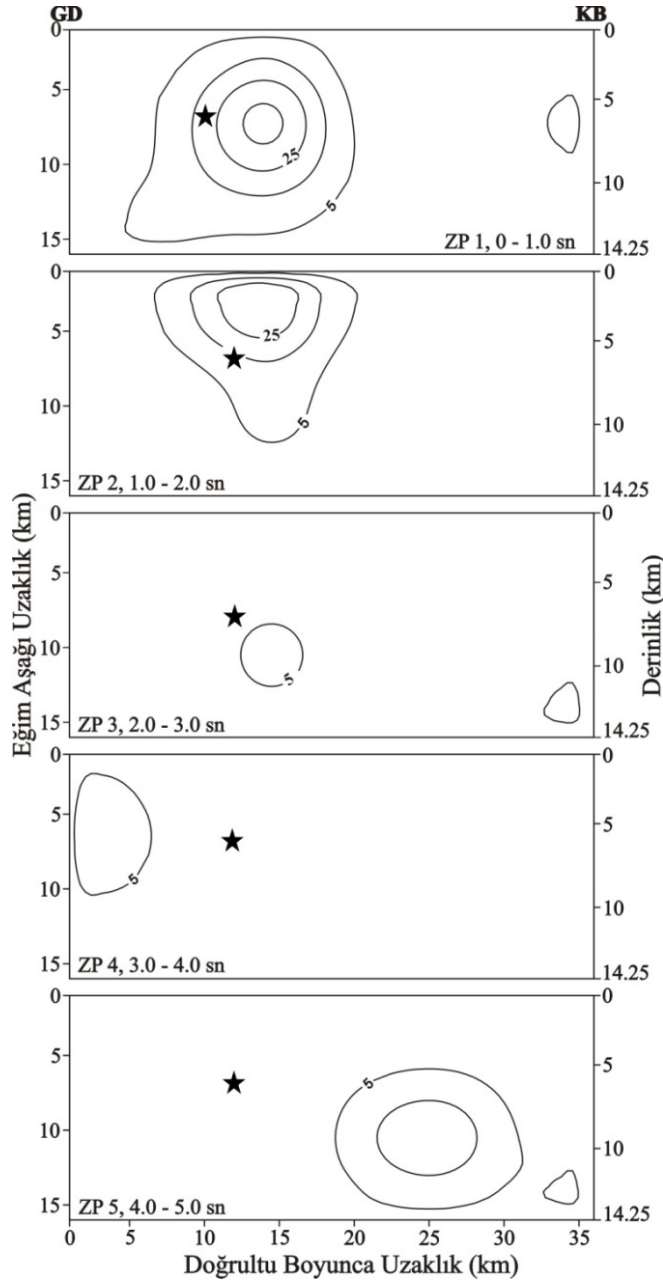 GD KB
0 0
5 5
25
10 10
5
15 ZP 1, 0 - 1.0 sn 14.25
0 0
5 5
25
10 10
5
15 ZP 2, 1.0 - 2.0 sn 14.25
Eğim Aşağı Uzaklık (km)
Derinlik (km)
0 0
5 5
10 10
5
15 ZP 3, 2.0 - 3.0 sn 14.25
0 0
5 5
10 5 10
15 ZP 4, 3.0 - 4.0 sn 14.25
0 0
5 5 5
10 10
15 ZP 5, 4.0 - 5.0 sn 14.25
0 5 10 15 20 25 30 35
Doğrultu Boyunca Uzaklık (km)